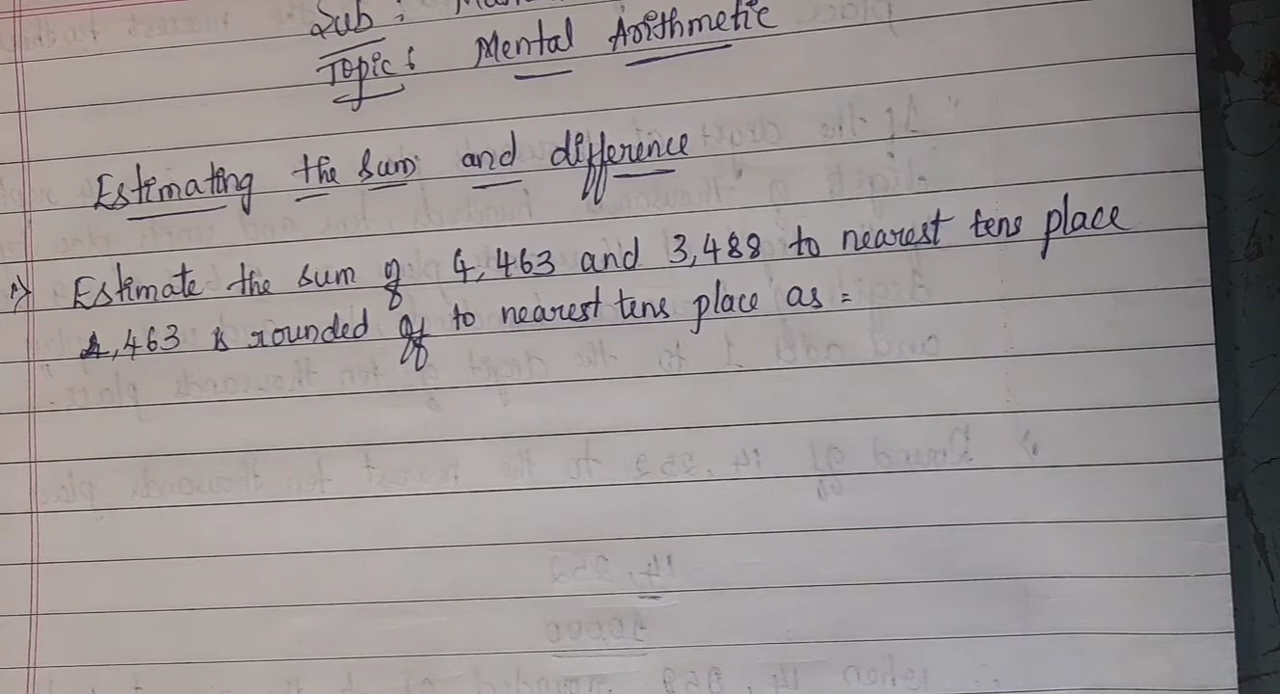 Sub :
Topic : Mental Arithmetic
Estimating the sum and difference
1) Estimate the sum of 4,463 and 3,488 to nearest tens place
4,463 is rounded off to nearest tens place as =